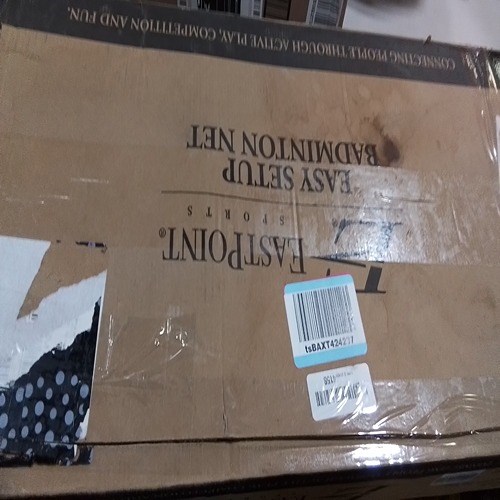 EASTPOINT®
SPORTS
EASY SETUP
BADMINTON NET
CONNECTING PEOPLE THROUGH ACTIVE PLAY, COMPETITION AND FUN.